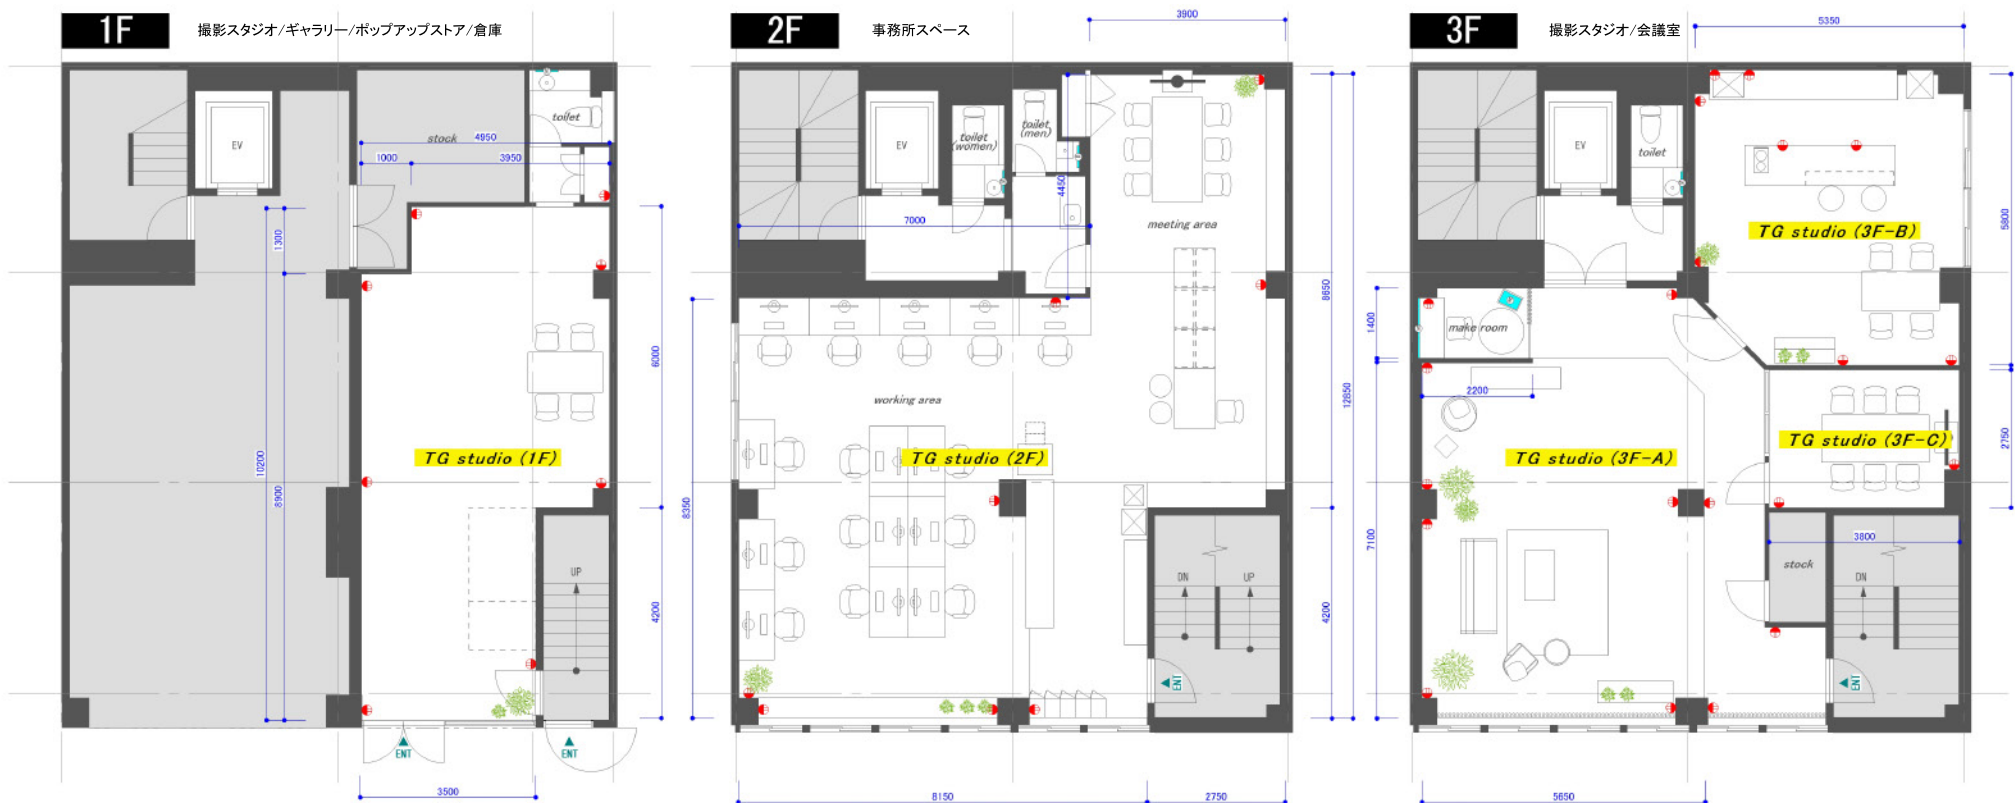 1F
撮影スタジオ/ギャラリー/ポップアップストア/倉庫
EV
stock
toilet
4950
1000
3950
1300
10200
8900
6000
4200
TG studio (1F)
UP
ENT
ENT
3500
2F
事務所スペース
3900
EV
toilet
(women)
toilet
(men)
4450
7000
meeting area
working area
TG studio (2F)
8650
12850
8350
4200
DN
UP
ENT
8150
2750
3F
撮影スタジオ/会議室
5350
EV
toilet
TG studio (3F-B)
5800
1400
make room
2200
TG studio (3F-A)
TG studio (3F-C)
2750
7100
3800
stock
DN
ENT
5650